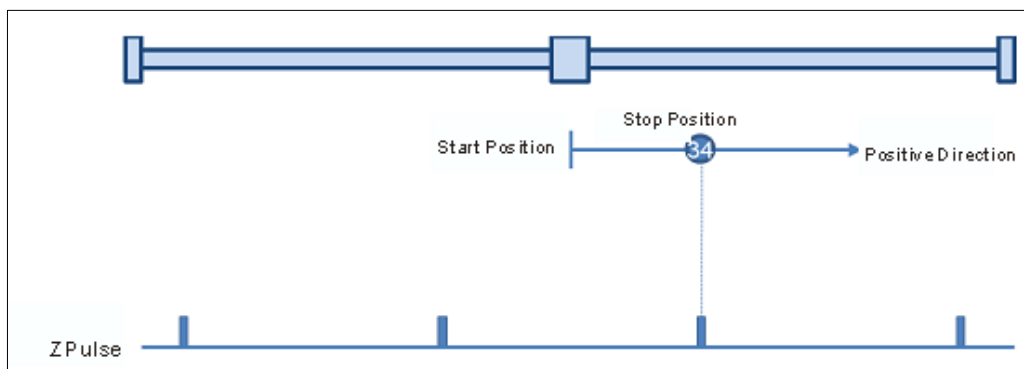 Stop Position
Start Position
34
Positive Direction
Z Pulse